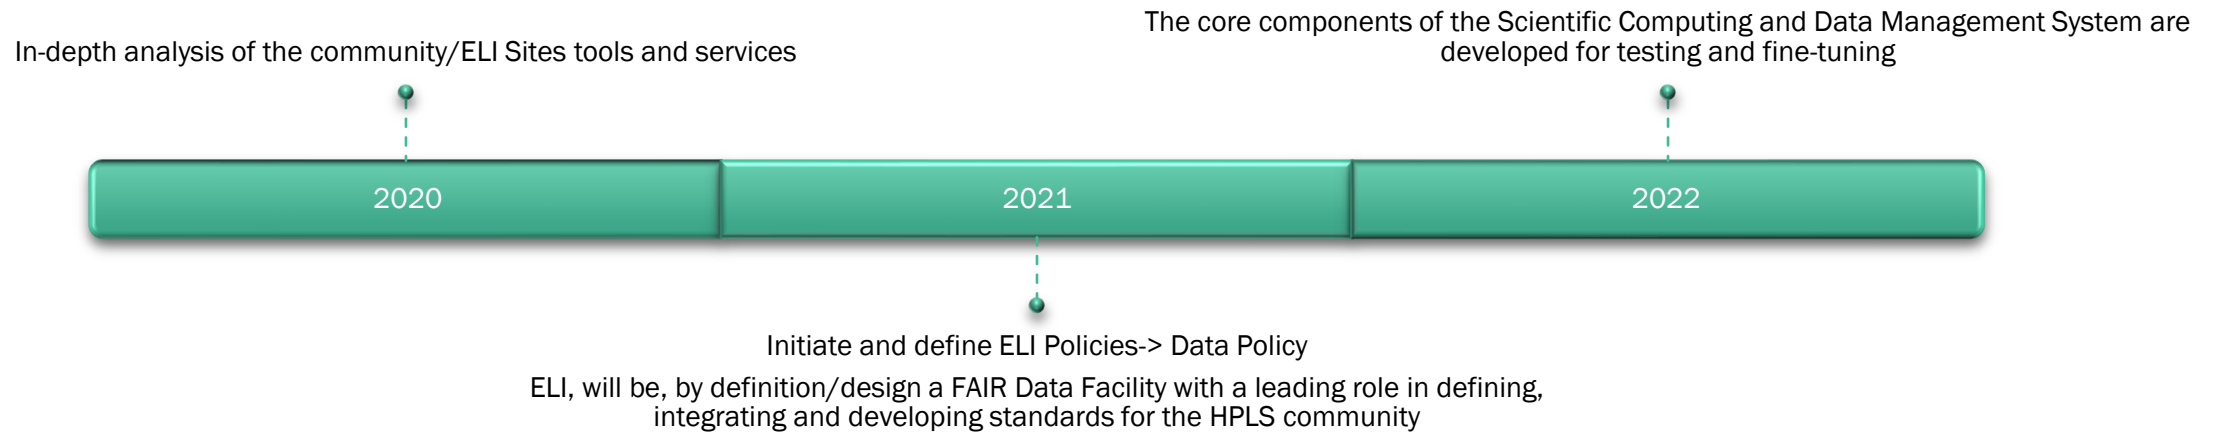 The core components of the Scientific Computing and Data Management System are
developed for testing and fine-tuning
In-depth analysis of the community/ELI Sites tools and services
2020
2021
2022
Initiate and define ELI Policies-> Data Policy
ELI, will be, by definition/design a FAIR Data Facility with a leading role in defining,
integrating and developing standards for the HPLS community